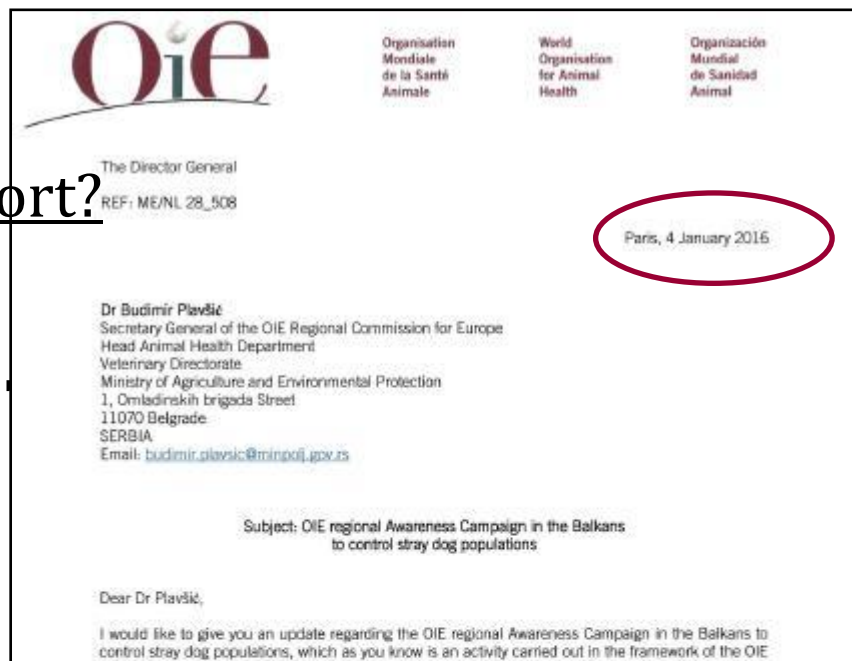 OiE
Organisation
Mondiale
de la Santé
Animale
World
Organisation
for Animal
Health
Organización
Mundial
de Sanidad
Animal
The Director General
ort?
REF: ME/NL 28_508
Paris, 4 January 2016
Dr Budimir Plavšić
Secretary General of the OIE Regional Commission for Europe
Head Animal Health Department
Veterinary Directorate
Ministry of Agriculture and Environmental Protection
1, Omladinskih brigada Street
11070 Belgrade
SERBIA
Email: budimir.plavsic@minpolj.gov.rs
Subject: OIE regional Awareness Campaign in the Balkans
to control stray dog populations
Dear Dr Plavšić,
I would like to give you an update regarding the OIE regional Awareness Campaign in the Balkans to
control stray dog populations, which as you know is an activity carried out in the framework of the OIE